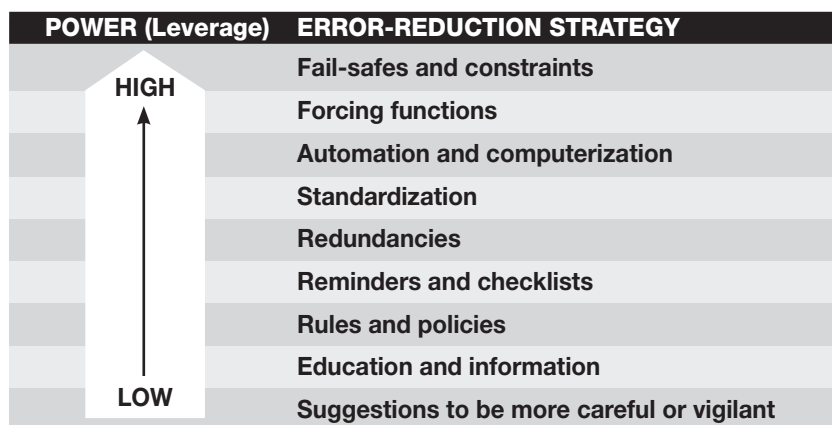 POWER (Leverage) ERROR-REDUCTION STRATEGY
Fail-safes and constraints
HIGH
Forcing functions
Automation and computerization
Standardization
Redundancies
Reminders and checklists
Rules and policies
Education and information
LOW
Suggestions to be more careful or vigilant